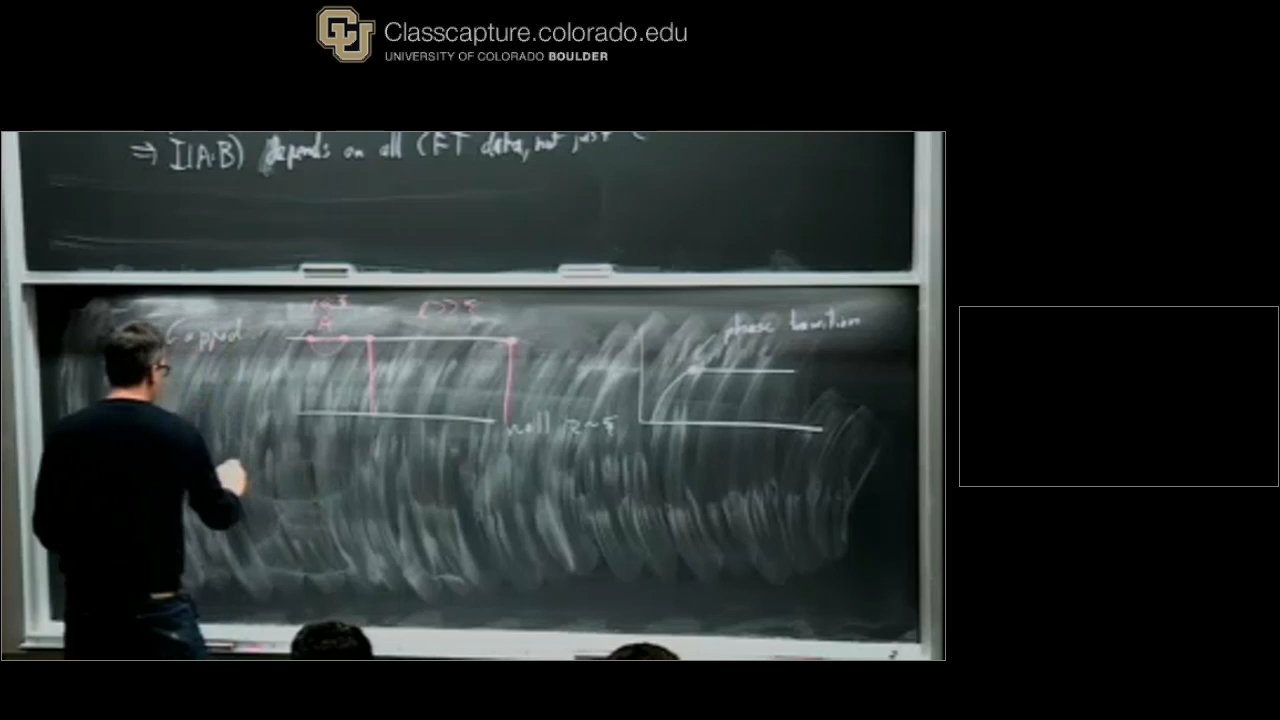 Classcapture.colorado.edu
UNIVERSITY OF COLORADO BOULDER
⇒ I(A:B) depends on all CFT data, not just c
Gapped
A
wall z~ξ
phase transition